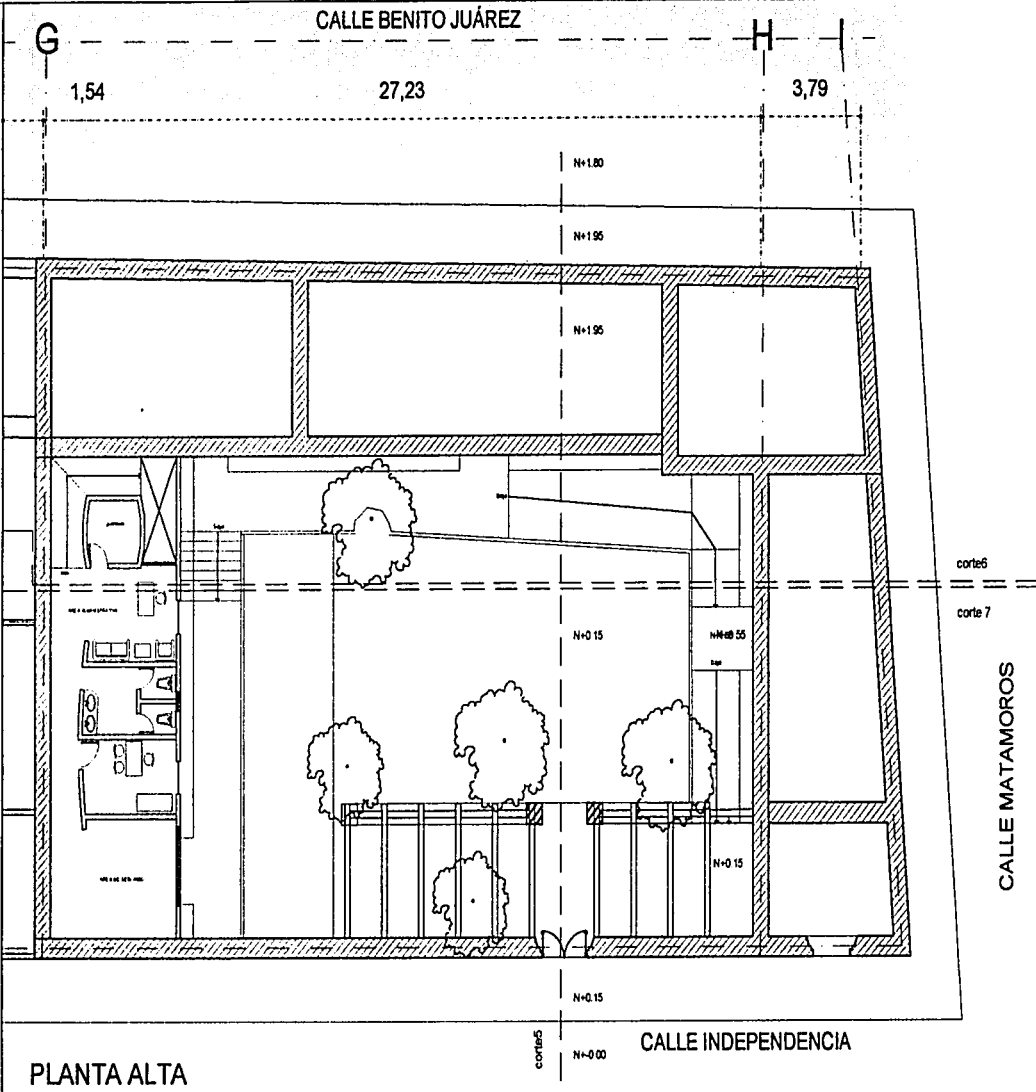 CALLE BENITO JUÁREZ
G
H
I
1,54
27,23
3,79
N+1.80
N+1.95
N+1.95
corte6
corte 7
N+0 15
CALLE MATAMOROS
N+0 15
N+0.15
CALLE INDEPENDENCIA
corte5
N+-0 00
PLANTA ALTA